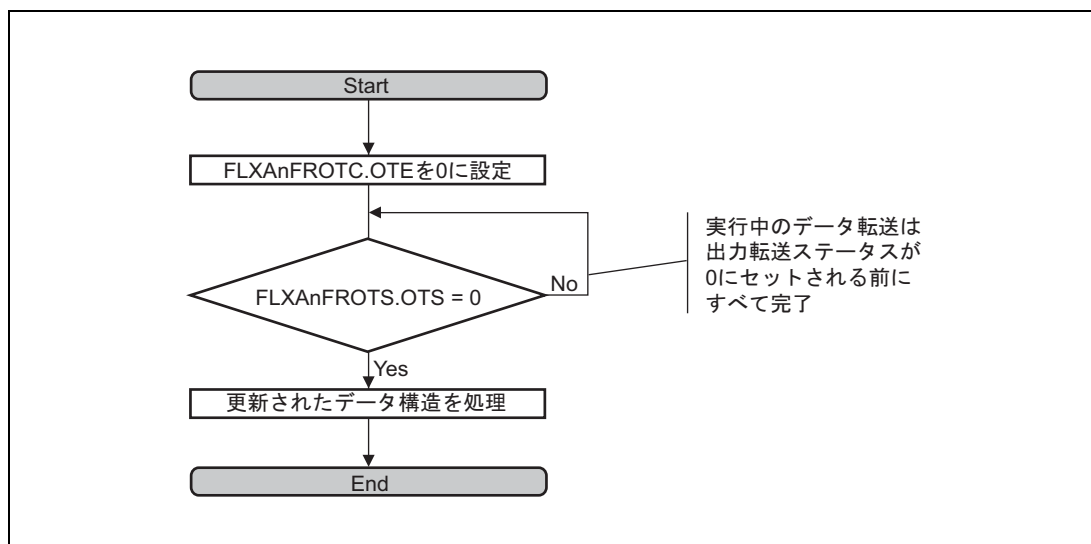 Start
FLXAnFROTC.OTEを0に設定
FLXAnFROTS.OTS = 0
No
実行中のデータ転送は
出力転送ステータスが
0にセットされる前に
すべて完了
Yes
更新されたデータ構造を処理
End